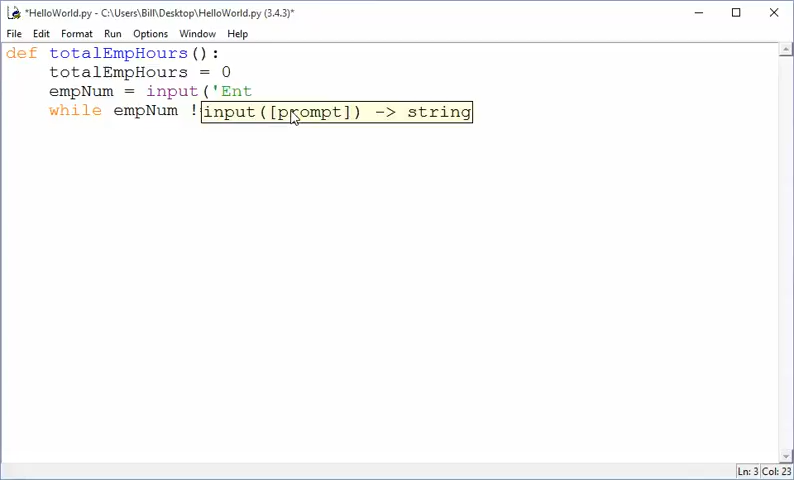 *HelloWorld.py - C:\Users\Bill\Desktop\HelloWorld.py (3.4.3)*
File Edit Format Run Options Window Help
def totalEmpHours():
totalEmpHours = 0
empNum = input('Ent
while empNum !
input([prompt]) -> string
Ln: 3 Col: 23